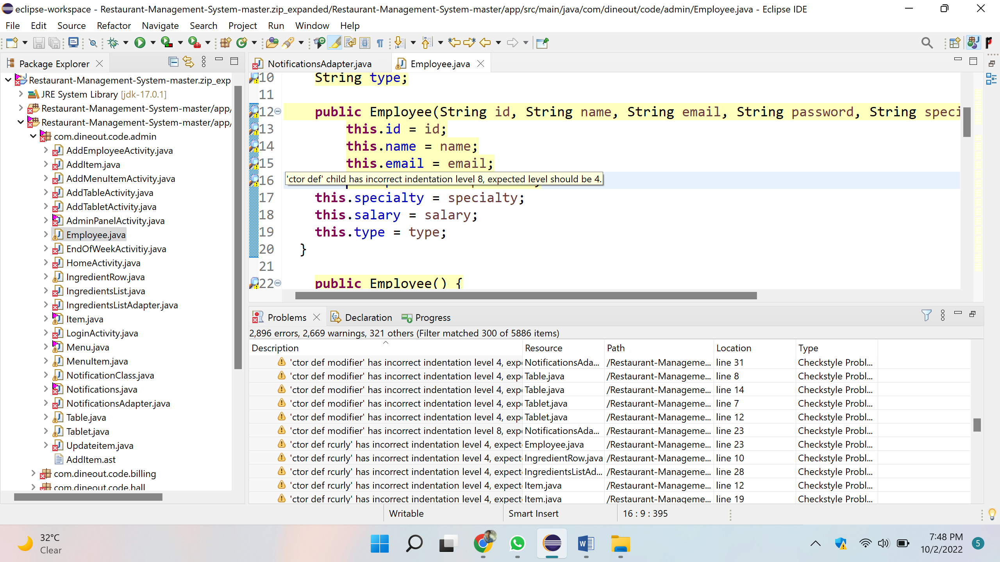 eclipse-workspace - Restaurant-Management-System-master.zip_expanded/Restaurant-Management-System-master/app/src/main/java/com/dineout/code/admin/Employee.java - Eclipse IDE
File Edit Source Refactor Navigate Search Project Run Window Help
Package Explorer
Restaurant-Management-System-master.zip_exp
JRE System Library [jdk-17.0.1]
Restaurant-Management-System-master/app/
Restaurant-Management-System-master/app/
com.dineout.code.admin
AddEmployeeActivity.java
AddItem.java
AddMenuItemActivity.java
AddTableActivity.java
AddTabletActivity.java
AdminPanelActivity.java
Employee.java
EndOfWeekActivitiy.java
HomeActivity.java
IngredientRow.java
IngredientsList.java
IngredientsListAdapter.java
Item.java
LoginActivity.java
Menu.java
MenuItem.java
NotificationClass.java
Notifications.java
NotificationsAdapter.java
Table.java
Tablet.java
Updateitem.java
AddItem.ast
com.dineout.code.billing
com.dineout.code.hall
NotificationsAdapter.java Employee.java
10 String type;
11
12 public Employee(String id, String name, String email, String password, String speci
13 this.id = id;
14 this.name = name;
15 this.email = email;
16 'ctor def' child has incorrect indentation level 8, expected level should be 4.
17 this.specialty = specialty;
18 this.salary = salary;
19 this.type = type;
20 }
21
22 public Employee() {
Problems Declaration Progress
2,896 errors, 2,669 warnings, 321 others (Filter matched 300 of 5886 items)
Description Resource Path Location Type
'ctor def modifier' has incorrect indentation level 4, exp NotificationsAda... /Restaurant-Manageme... line 31 Checkstyle Probl...
'ctor def modifier' has incorrect indentation level 4, exp Table.java /Restaurant-Manageme... line 8 Checkstyle Probl...
'ctor def modifier' has incorrect indentation level 4, exp Table.java /Restaurant-Manageme... line 14 Checkstyle Probl...
'ctor def modifier' has incorrect indentation level 4, exp Tablet.java /Restaurant-Manageme... line 7 Checkstyle Probl...
'ctor def modifier' has incorrect indentation level 4, exp Tablet.java /Restaurant-Manageme... line 12 Checkstyle Probl...
'ctor def modifier' has incorrect indentation level 8, exp NotificationsAda... /Restaurant-Manageme... line 23 Checkstyle Probl...
'ctor def rcurly' has incorrect indentation level 4, expect Employee.java /Restaurant-Manageme... line 23 Checkstyle Probl...
'ctor def rcurly' has incorrect indentation level 4, expect IngredientRow.java /Restaurant-Manageme... line 10 Checkstyle Probl...
'ctor def rcurly' has incorrect indentation level 4, expect IngredientsListAd... /Restaurant-Manageme... line 28 Checkstyle Probl...
'ctor def rcurly' has incorrect indentation level 4, expect Item.java /Restaurant-Manageme... line 12 Checkstyle Probl...
'ctor def rcurly' has incorrect indentation level 4, expect Item.java /Restaurant-Manageme... line 19 Checkstyle Probl...
Writable Smart Insert 16 : 9 : 395
32°C
Clear
7:48 PM
10/2/2022
5